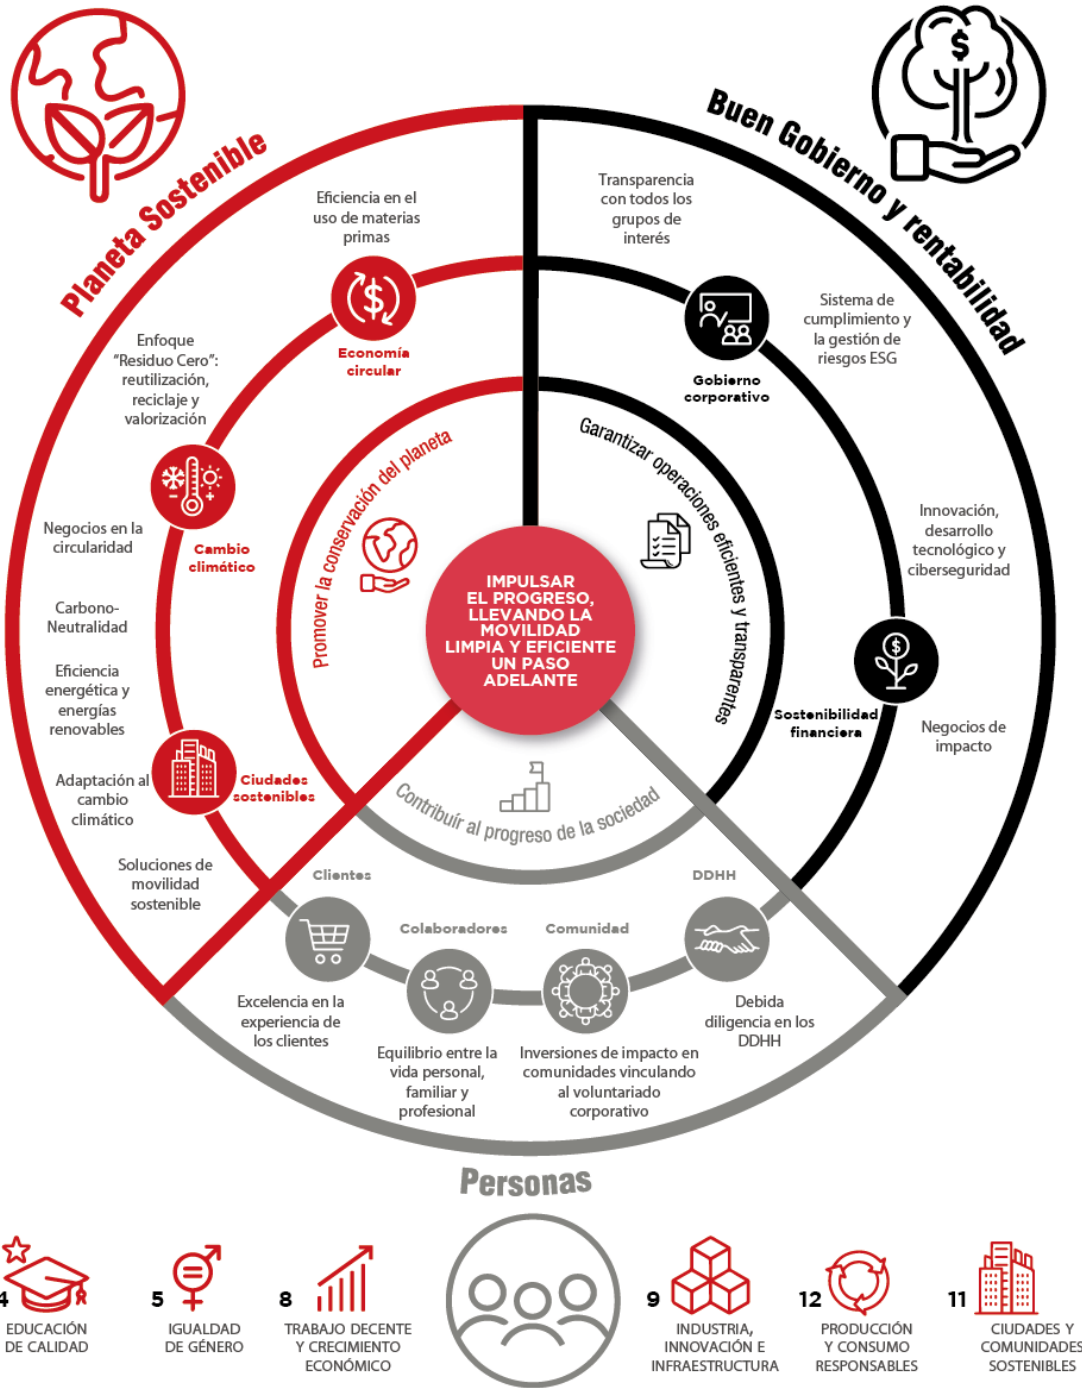 Planeta Sostenible
Buen Gobierno y rentabilidad
Eficiencia en el
uso de materias
primas
$
Economía
circular
Enfoque
“Residuo Cero”:
reutilización,
reciclaje y
valorización
Negocios en la
circularidad
Cambio
climático
Carbono-
Neutralidad
Eficiencia
energética y
energías
renovables
Adaptación al
cambio
climático
Ciudades
sostenibles
Soluciones de
movilidad
sostenible
Promover la conservación del planeta
$
Transparencia
con todos los
grupos de
interés
Gobierno
corporativo
Sistema de
cumplimiento y
la gestión de
riesgos ESG
Innovación,
desarrollo
tecnológico y
ciberseguridad
$
Sostenibilidad
financiera
Negocios de
impacto
Garantizar operaciones eficientes y transparentes
IMPULSAR
EL PROGRESO,
LLEVANDO LA
MOVILIDAD
LIMPIA Y EFICIENTE
UN PASO
ADELANTE
Contribuír al progreso de la sociedad
Clientes
Colaboradores
Comunidad
DDHH
Excelencia en la
experiencia de
los clientes
Equilibrio entre la
vida personal,
familiar y
profesional
Inversiones de impacto en
comunidades vinculando
al voluntariado
corporativo
Debida
diligencia en los
DDHH
Personas
4
EDUCACIÓN
DE CALIDAD
5
IGUALDAD
DE GÉNERO
8
TRABAJO DECENTE
Y CRECIMIENTO
ECONÓMICO
9
INDUSTRIA,
INNOVACIÓN E
INFRAESTRUCTURA
12
PRODUCCIÓN
Y CONSUMO
RESPONSABLES
11
CIUDADES Y
COMUNIDADES
SOSTENIBLES